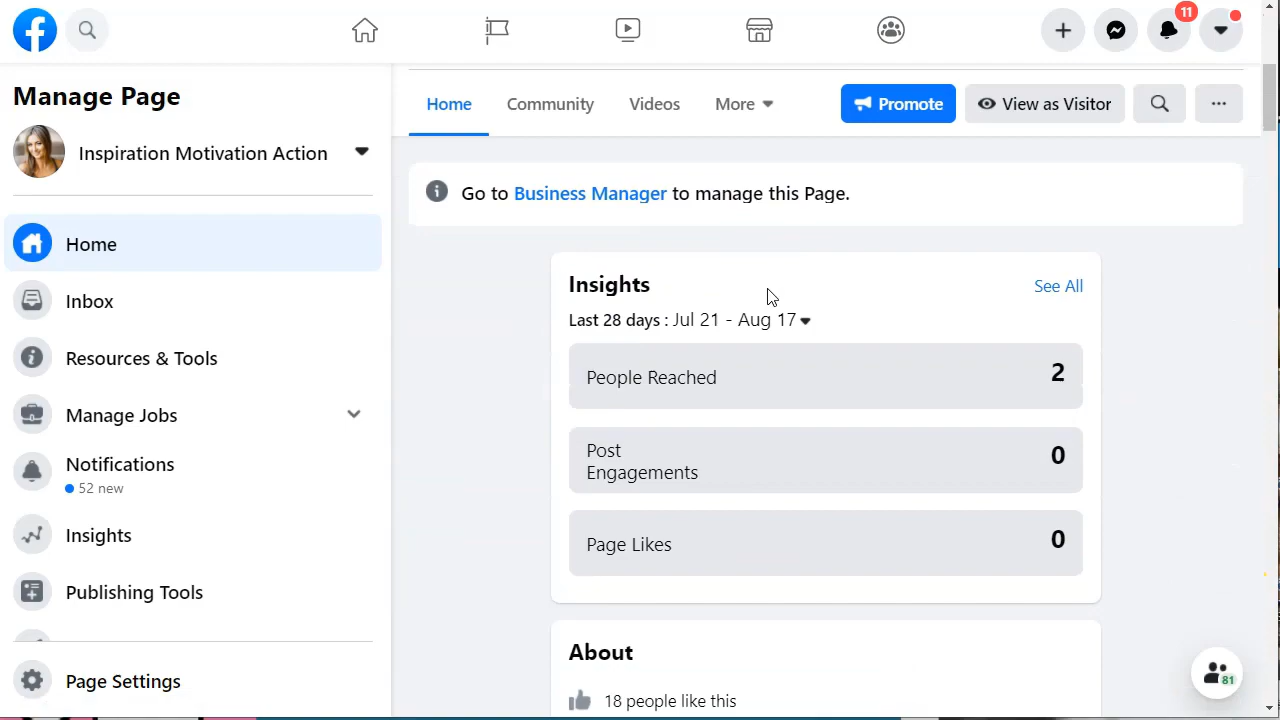 11
Manage Page
Inspiration Motivation Action
Home
Inbox
Resources & Tools
Manage Jobs
Notifications
52 new
Insights
Publishing Tools
Page Settings
Home Community Videos More Promote View as Visitor
Go to Business Manager to manage this Page.
Insights See All
Last 28 days : Jul 21 - Aug 17
People Reached 2
Post
Engagements 0
Page Likes 0
About
18 people like this
81